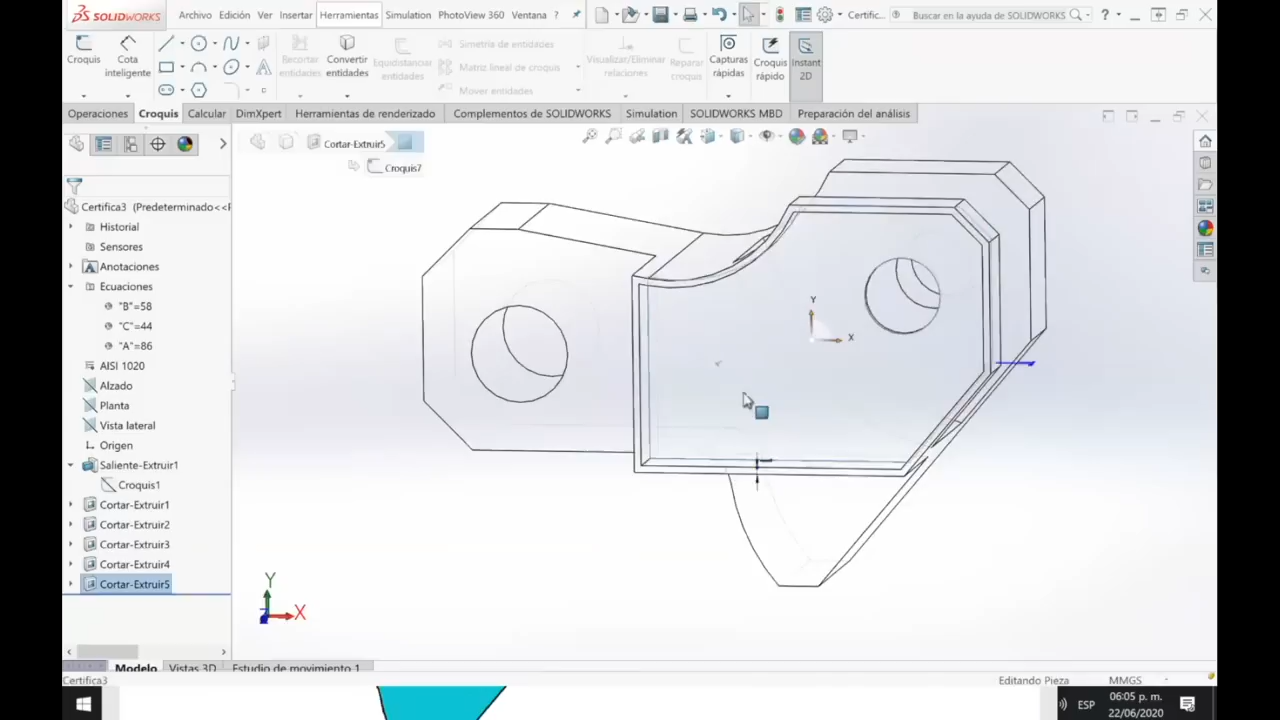 SOLIDWORKS Archivo Edición Ver Insertar Herramientas Simulation PhotoView 360 Ventana ? Certific... Buscar en la ayuda de SOLIDWORKS ?
Croquis Cota inteligente Recortar entidades Convertir entidades Equidistanciar entidades Simetría de entidades Matriz lineal de croquis Mover entidades Visualizar/Eliminar relaciones Reparar croquis Capturas rápidas Croquis rápido Instant 2D
Operaciones Croquis Calcular DimXpert Herramientas de renderizado Complementos de SOLIDWORKS Simulation SOLIDWORKS MBD Preparación del análisis
Cortar-Extruir5
Croquis7
Certifica3 (Predeterminado<<
Historial
Sensores
Anotaciones
Ecuaciones
"B"=58
"C"=44
"A"=86
AISI 1020
Alzado
Planta
Vista lateral
Origen
Saliente-Extruir1
Croquis1
Cortar-Extruir1
Cortar-Extruir2
Cortar-Extruir3
Cortar-Extruir4
Cortar-Extruir5
Y
X
Y
X
Modelo Vistas 3D Estudio de movimiento 1
Certifica3 Editando Pieza MMGS
ESP 06:05 p. m.
22/06/2020